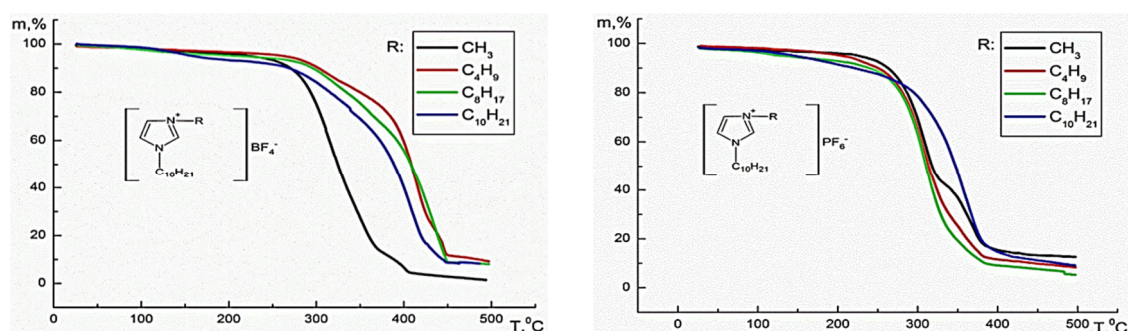 m,%
100
80
60
40
20
0
0
100
200
300
400
500
T,°C
R:
CH₃
C₄H₉
C₈H₁₇
C₁₀H₂₁
N⁺
R
N
C₁₀H₂₁
BF₄⁻
m,%
100
80
60
40
20
0
0
100
200
300
400
500
T,°C
R:
CH₃
C₄H₉
C₈H₁₇
C₁₀H₂₁
N⁺
R
N
C₁₀H₂₁
PF₆⁻